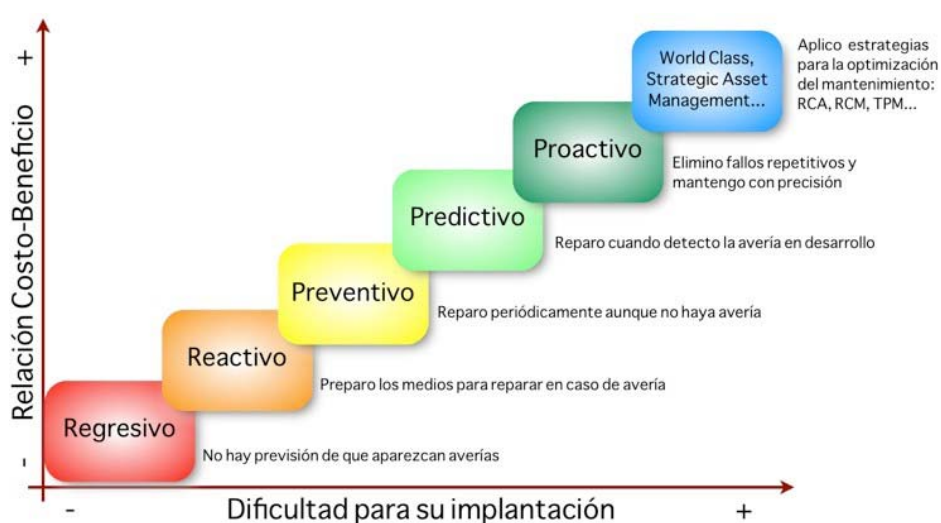 +
Relación Costo-Beneficio
-
World Class,
Strategic Asset
Management...
Aplico estrategias
para la optimización
del mantenimiento:
RCA, RCM, TPM...
Proactivo
Elimino fallos repetitivos y
mantengo con precisión
Predictivo
Reparo cuando detecto la avería en desarrollo
Preventivo
Reparo periódicamente aunque no haya avería
Reactivo
Preparo los medios para reparar en caso de avería
Regresivo
No hay previsión de que aparezcan averías
-
Dificultad para su implantación
+